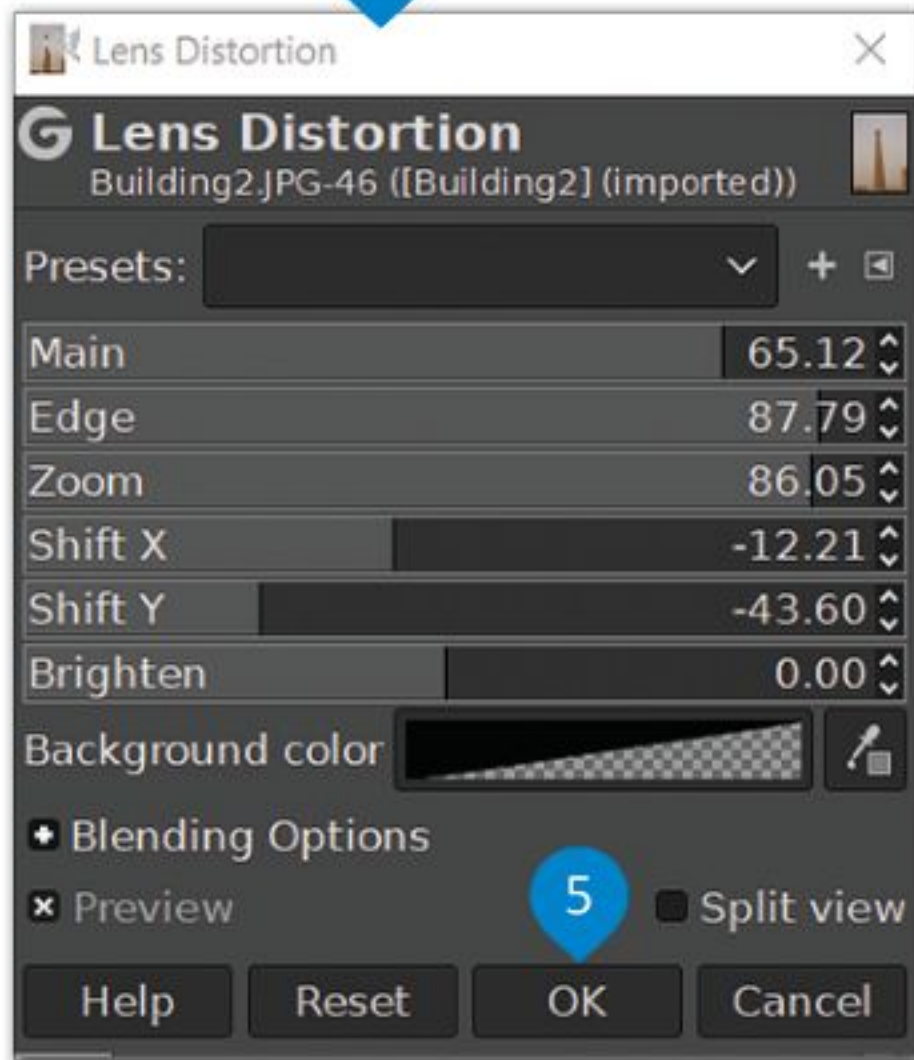 Lens Distortion
Lens Distortion
Building2.JPG-46 ([Building2] (imported))
Presets:
Main 65.12
Edge 87.79
Zoom 86.05
Shift X -12.21
Shift Y -43.60
Brighten 0.00
Background color
Blending Options
Preview 5 Split view
Help Reset OK Cancel